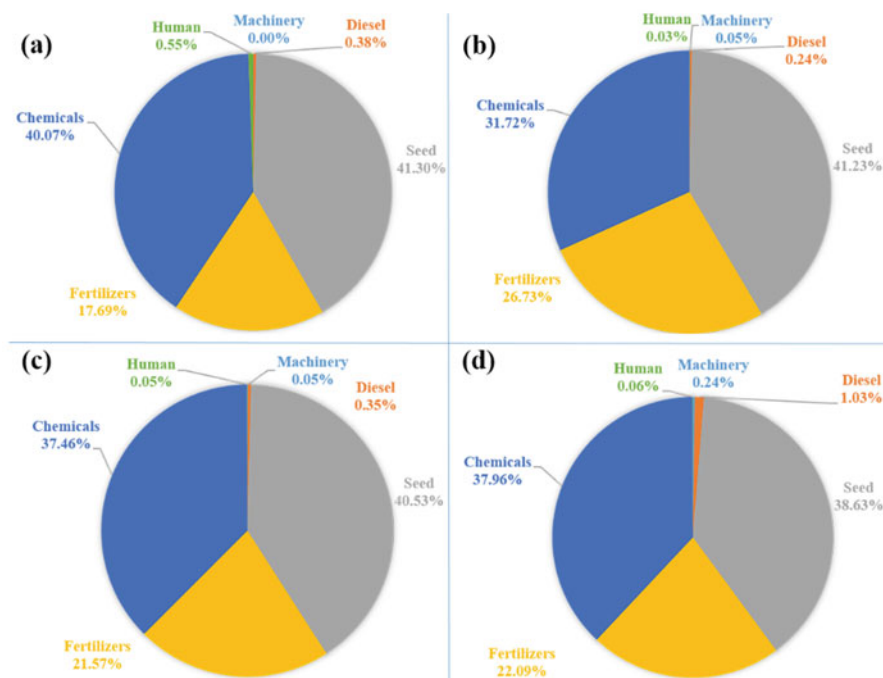 (a)
Human
0.55%
Machinery
0.00%
Diesel
0.38%
Chemicals
40.07%
Seed
41.30%
Fertilizers
17.69%
(b)
Human
0.03%
Machinery
0.05%
Diesel
0.24%
Chemicals
31.72%
Seed
41.23%
Fertilizers
26.73%
(c)
Human
0.05%
Machinery
0.05%
Diesel
0.35%
Chemicals
37.46%
Seed
40.53%
Fertilizers
21.57%
(d)
Human
0.06%
Machinery
0.24%
Diesel
1.03%
Chemicals
37.96%
Seed
38.63%
Fertilizers
22.09%